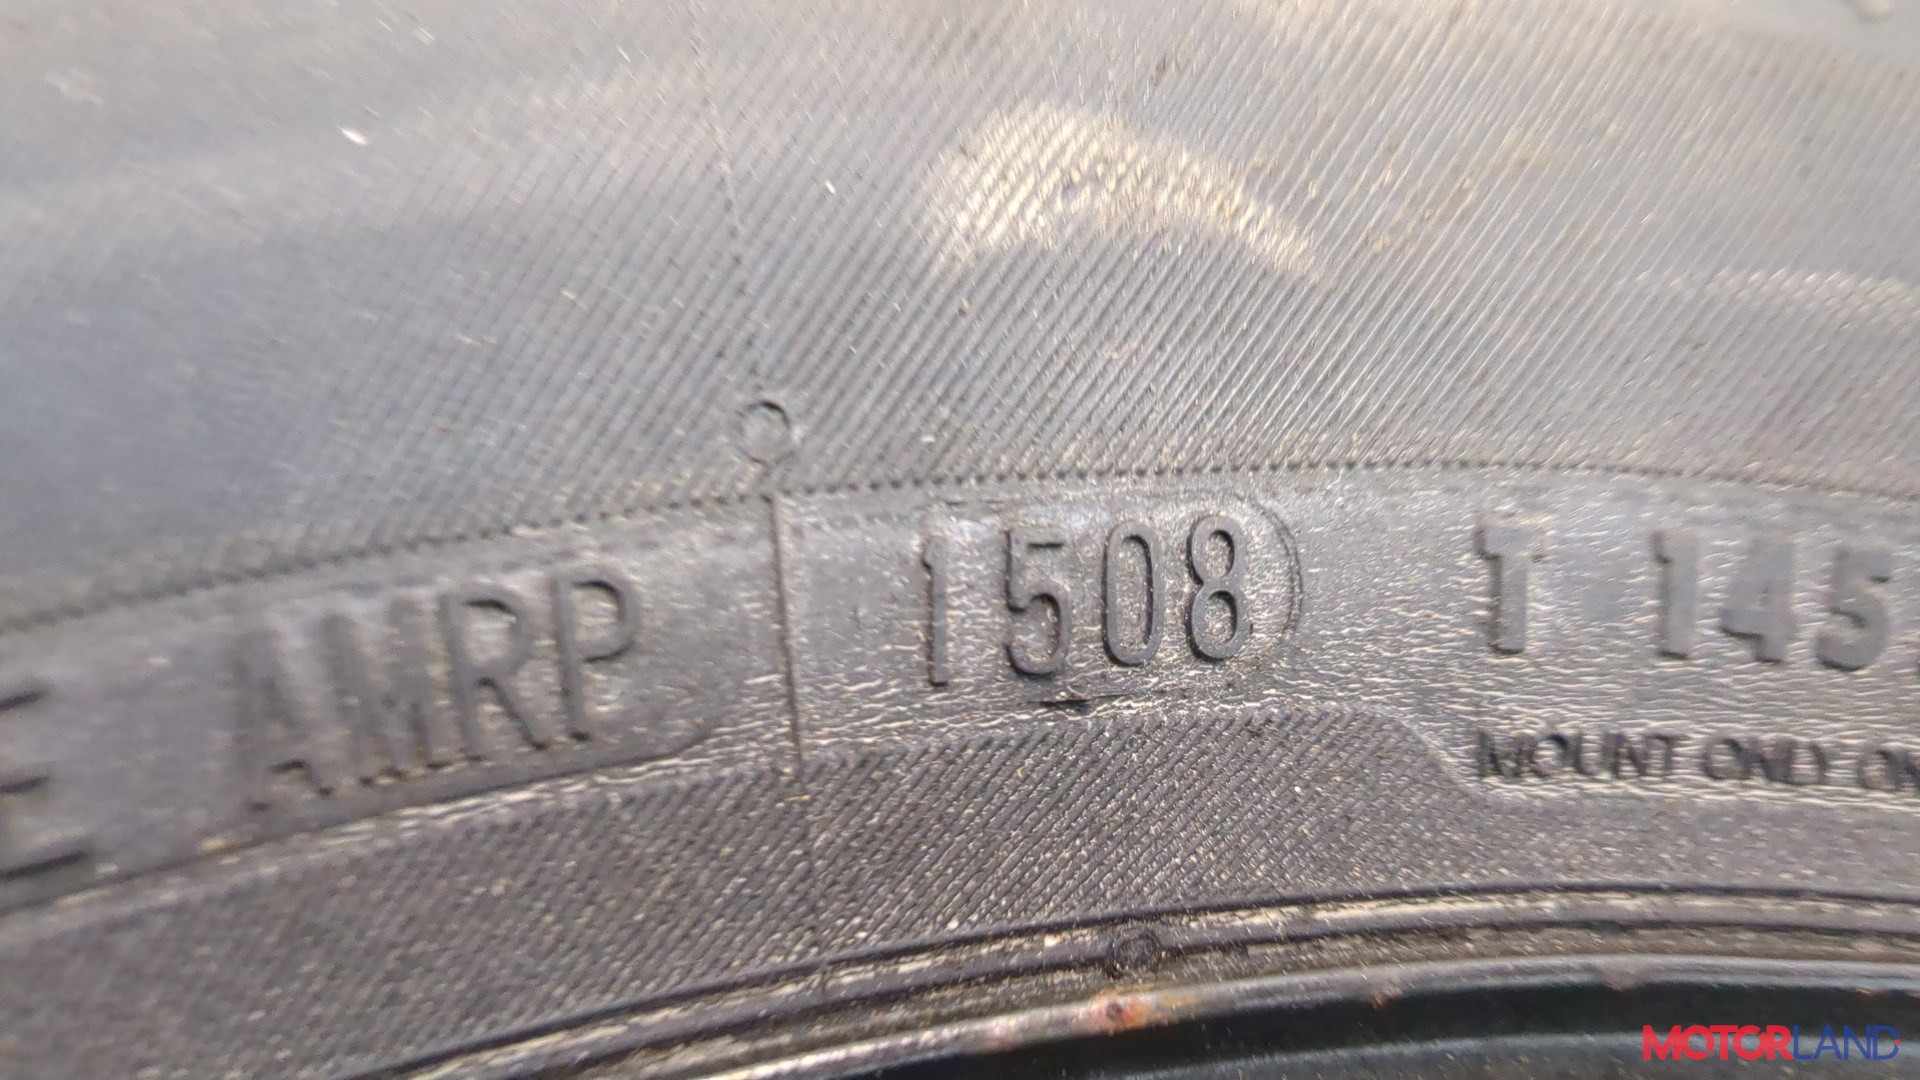 E AMRP 1508 T 145
MOUNT ONLY ON
MOTORLAND